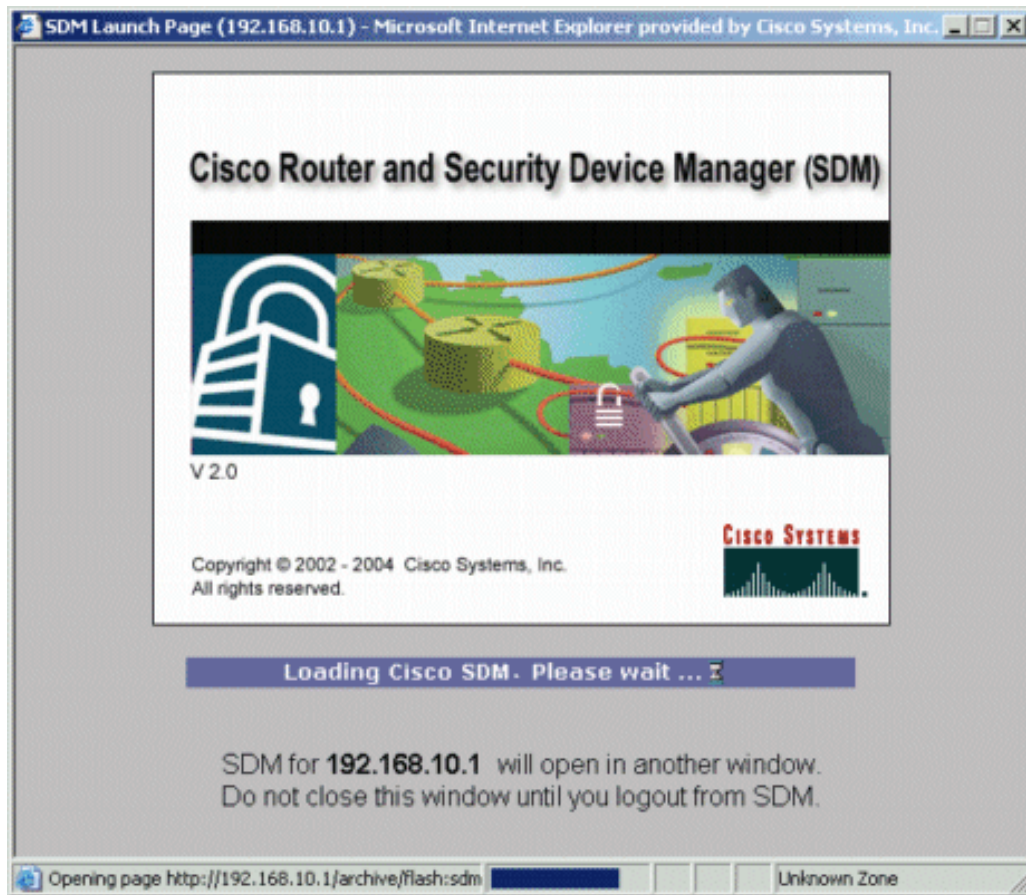 SDM Launch Page (192.168.10.1) - Microsoft Internet Explorer provided by Cisco Systems, Inc.
Cisco Router and Security Device Manager (SDM)
V 2.0
Copyright © 2002 - 2004 Cisco Systems, Inc.
All rights reserved.
CISCO SYSTEMS
Loading Cisco SDM. Please wait ...
SDM for 192.168.10.1 will open in another window.
Do not close this window until you logout from SDM.
Opening page http://192.168.10.1/archive/flash:sdm
Unknown Zone